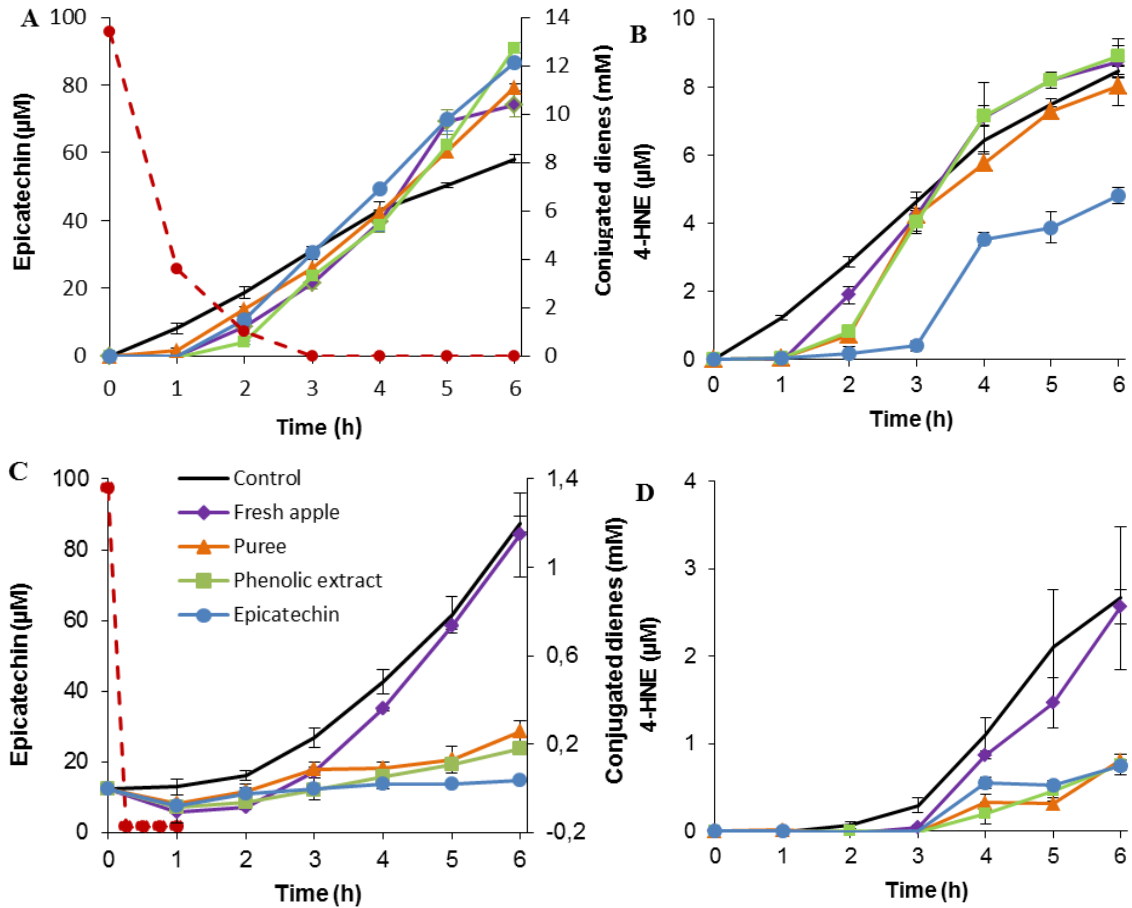 A
100
80
60
40
20
0
Epicatechin(µM)
14
12
10
8
6
4
2
0
Conjugated dienes (mM)
0 1 2 3 4 5 6
Time (h)
B
10
8
6
4
2
0
4-HNE (µM)
0 1 2 3 4 5 6
Time (h)
C
100
80
60
40
20
0
Epicatechin(µM)
Control
Fresh apple
Puree
Phenolic extract
Epicatechin
1,4
1
0,6
0,2
-0,2
Conjugated dienes (mM)
0 1 2 3 4 5 6
Time (h)
D
4
3
2
1
0
4-HNE (µM)
0 1 2 3 4 5 6
Time (h)